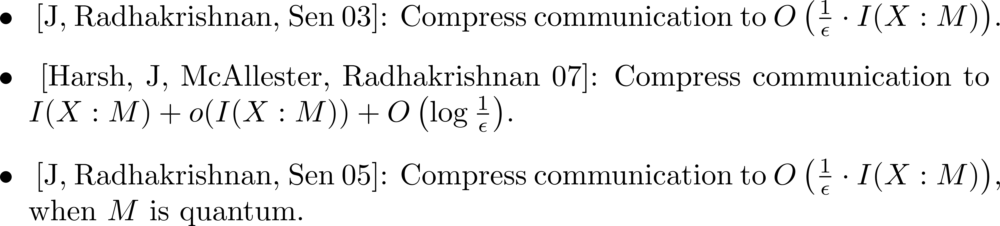 • [J, Radhakrishnan, Sen 03]: Compress communication to $O\left(\frac{1}{\epsilon} \cdot I(X : M)\right)$.
• [Harsh, J, McAllester, Radhakrishnan 07]: Compress communication to
$I(X : M) + o(I(X : M)) + O\left(\log \frac{1}{\epsilon}\right)$.
• [J, Radhakrishnan, Sen 05]: Compress communication to $O\left(\frac{1}{\epsilon} \cdot I(X : M)\right)$,
when $M$ is quantum.